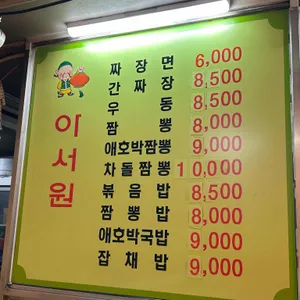 아서원
짜장면 6,000
간짜장 8,500
우동 8,500
짬뽕 8,000
애호박짬뽕 9,000
차돌짬뽕 10,000
볶음밥 8,500
짬뽕밥 8,000
애호박국밥 9,000
잡채밥 9,000